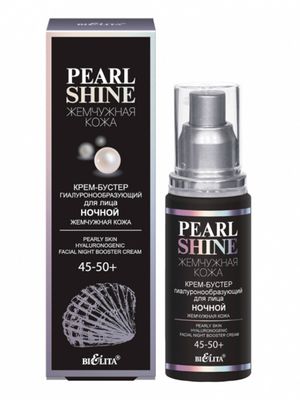 PEARL
SHINE
ЖЕМЧУЖНАЯ
КОЖА
КРЕМ-БУСТЕР
ГИАЛУРОНООБРАЗУЮЩИЙ
ДЛЯ ЛИЦА
НОЧНОЙ
ЖЕМЧУЖНАЯ КОЖА
PEARLY SKIN
HYALURONOGENIC
FACIAL NIGHT BOOSTER CREAM
45-50+
BIELITA®
PEARL
SHINE
ЖЕМЧУЖНАЯ
КОЖА
КРЕМ-БУСТЕР
ГИАЛУРОНООБРАЗУЮЩИЙ
ДЛЯ ЛИЦА
НОЧНОЙ
ЖЕМЧУЖНАЯ КОЖА
PEARLY SKIN
HYALURONOGENIC
FACIAL NIGHT BOOSTER CREAM
45-50+
BIELITA®